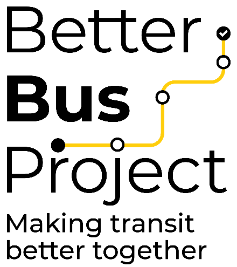 Better
Bus
Project
Making transit
better together